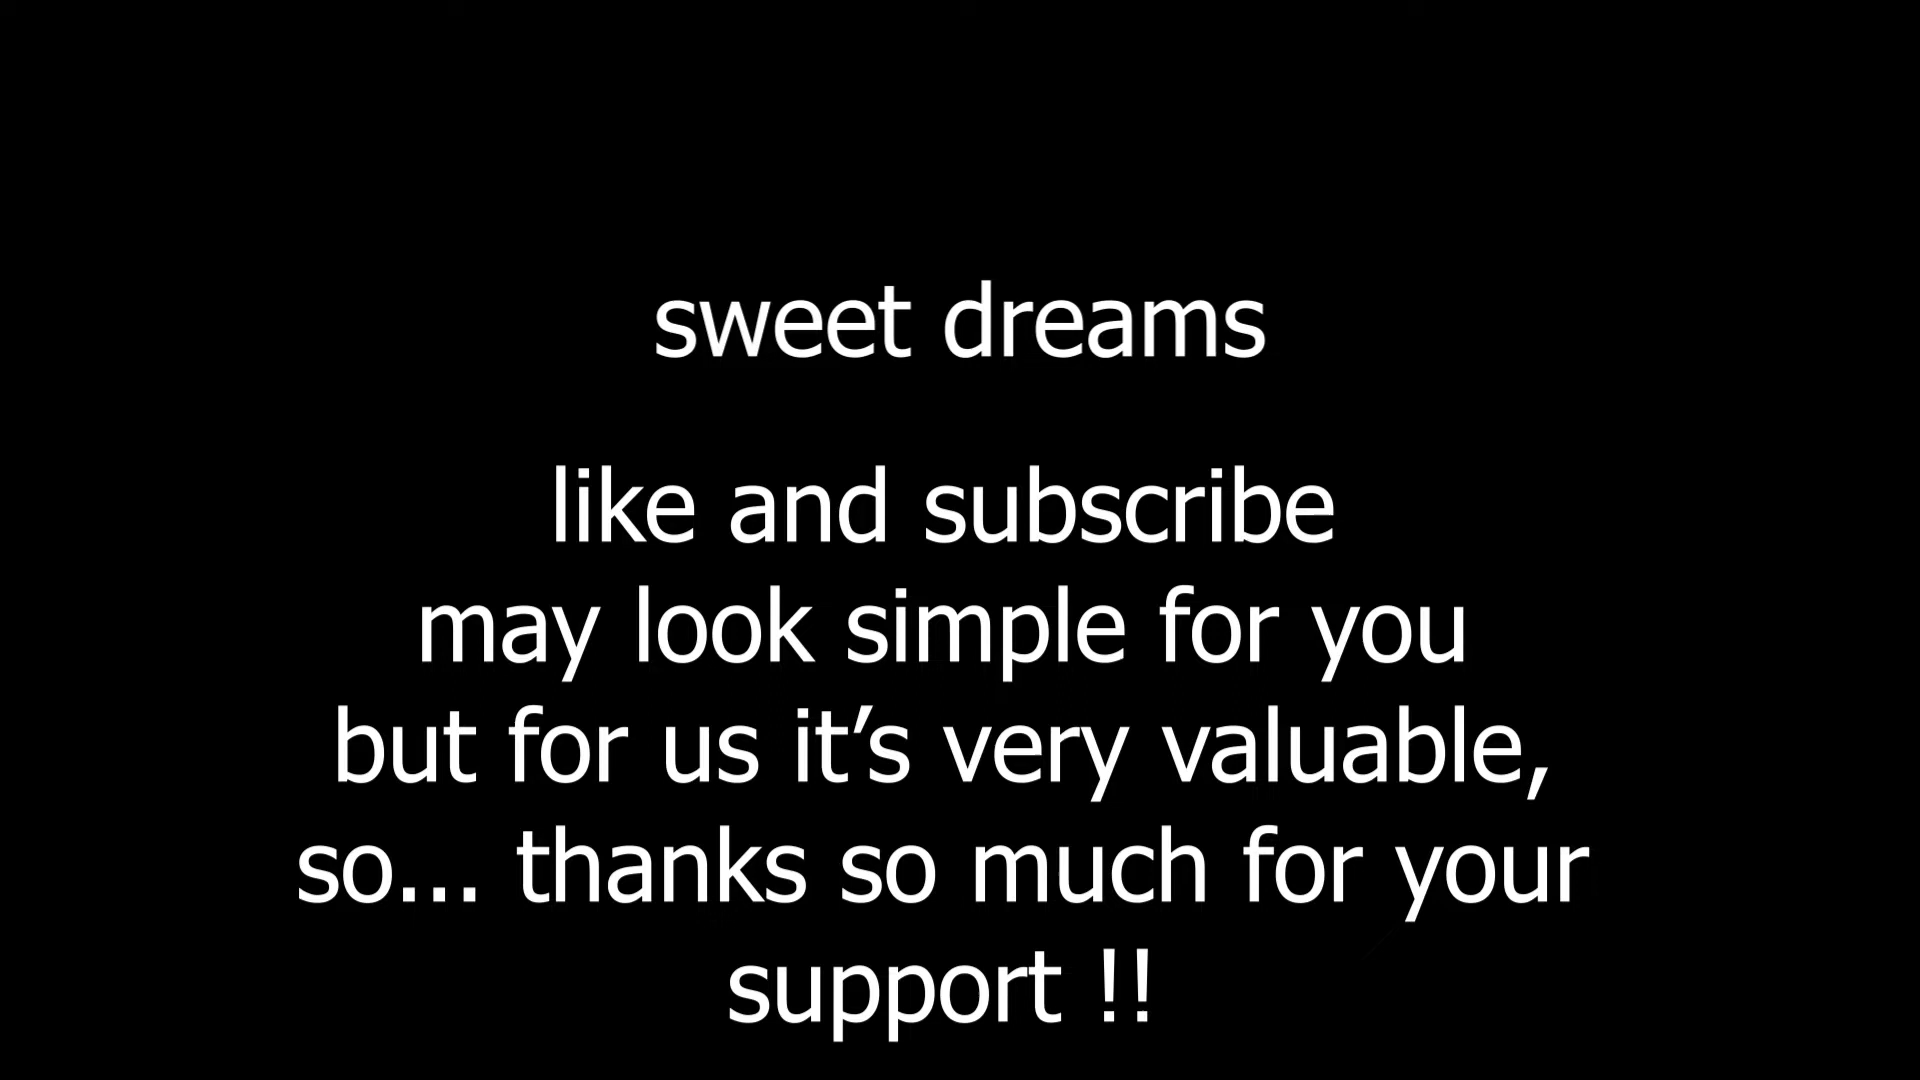 sweet dreams
like and subscribe
may look simple for you
but for us it’s very valuable,
so... thanks so much for your
support !!